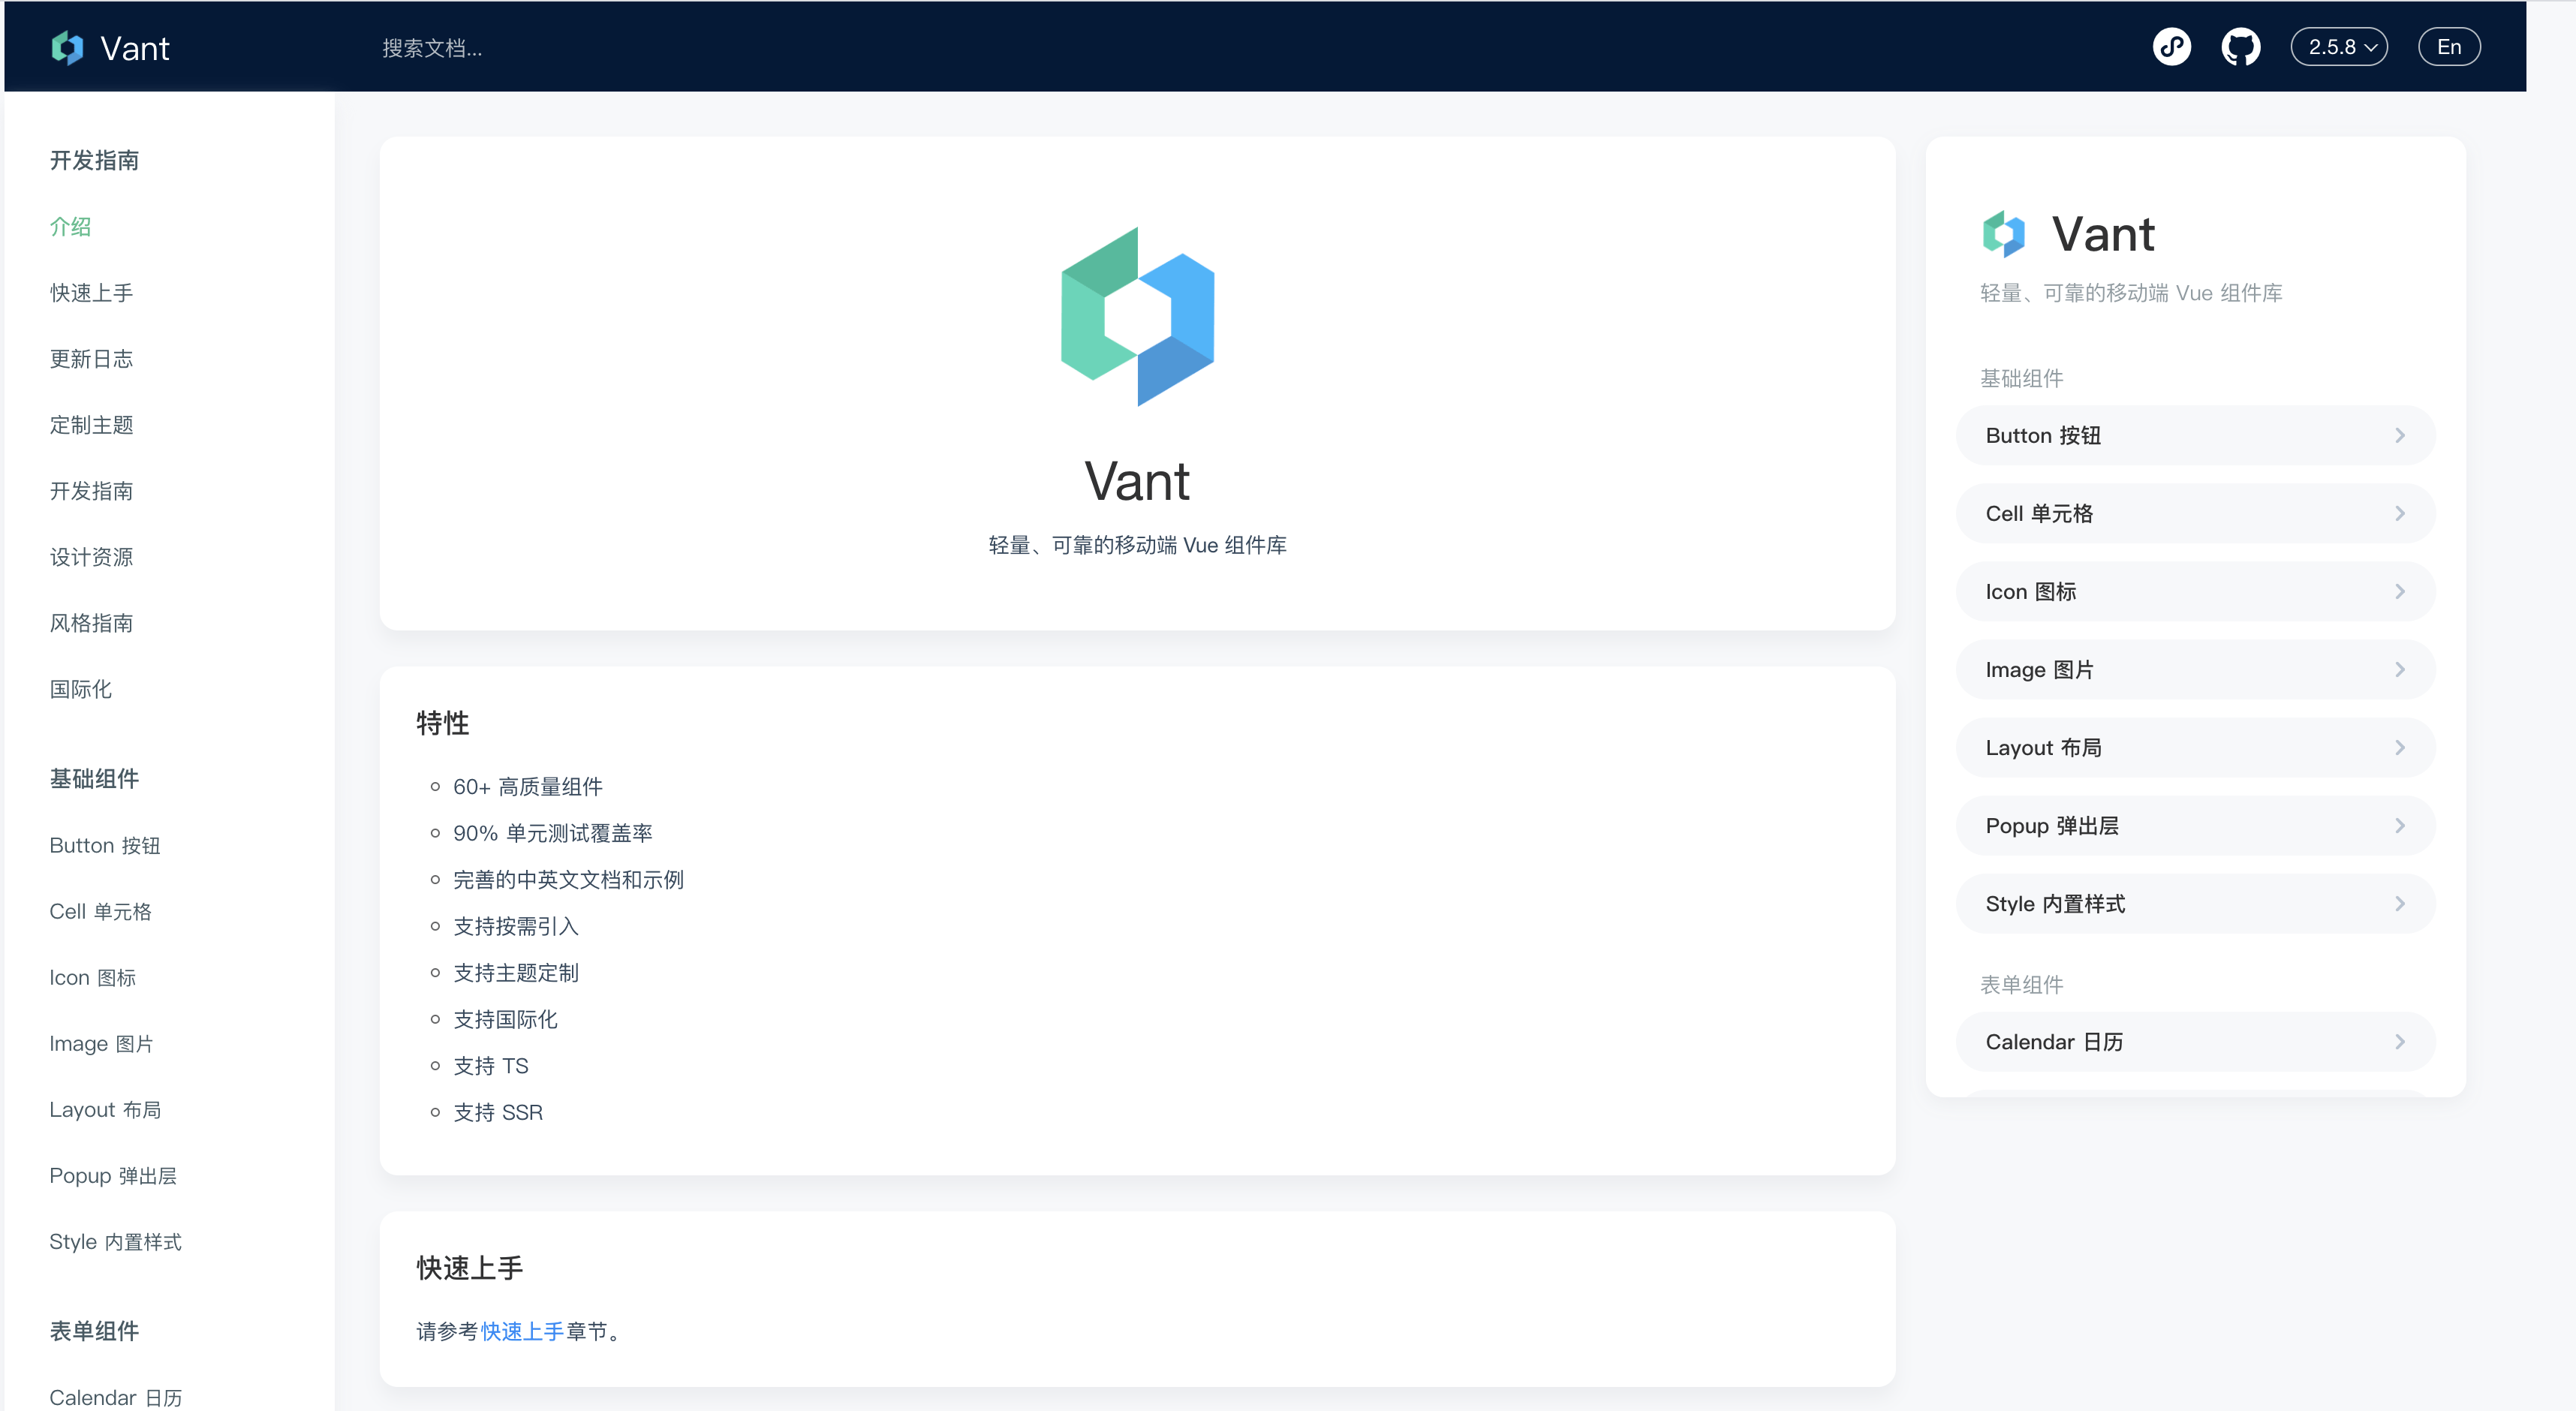 Vant
搜索文档...
2.5.8
En
开发指南
介绍
快速上手
更新日志
定制主题
开发指南
设计资源
风格指南
国际化
基础组件
Button 按钮
Cell 单元格
Icon 图标
Image 图片
Layout 布局
Popup 弹出层
Style 内置样式
表单组件
Calendar 日历
Vant
轻量、可靠的移动端 Vue 组件库
特性
60+ 高质量组件
90% 单元测试覆盖率
完善的中英文文档和示例
支持按需引入
支持主题定制
支持国际化
支持 TS
支持 SSR
快速上手
请参考快速上手章节。
Vant
轻量、可靠的移动端 Vue 组件库
基础组件
Button 按钮
Cell 单元格
Icon 图标
Image 图片
Layout 布局
Popup 弹出层
Style 内置样式
表单组件
Calendar 日历